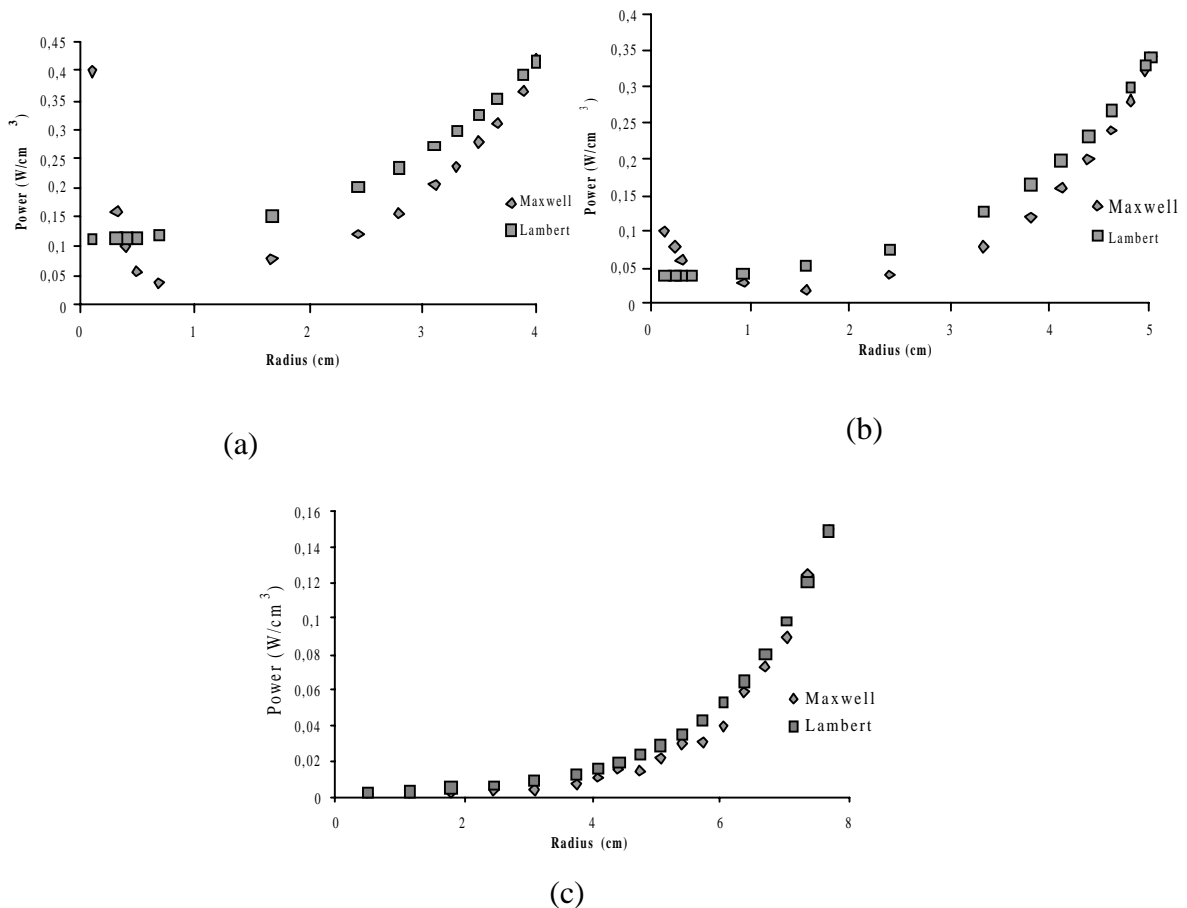 0,45
0,4
0,35
0,3
0,25
0,2
0,15
0,1
0,05
0
Power (W/cm 3)
0 1 2 3 4
Radius (cm)
Maxwell
Lambert
(a)
0,4
0,35
0,3
0,25
0,2
0,15
0,1
0,05
0
Power (W/cm 3)
0 1 2 3 4 5
Radius (cm)
Maxwell
Lambert
(b)
0,16
0,14
0,12
0,1
0,08
0,06
0,04
0,02
0
Power (W/cm3)
0 2 4 6 8
Radius (cm)
Maxwell
Lambert
(c)